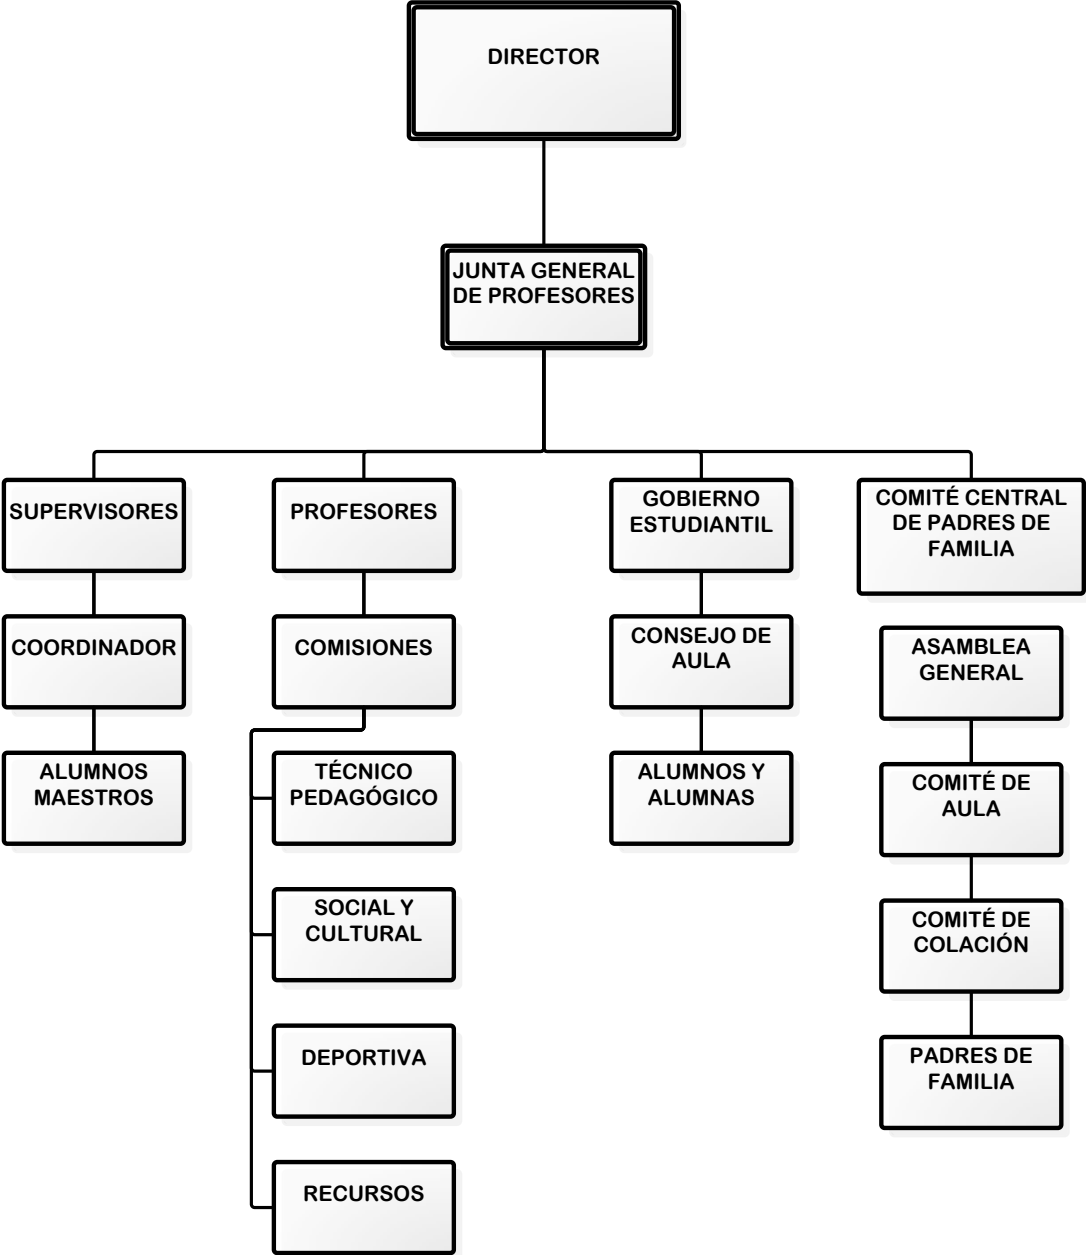 DIRECTOR
JUNTA GENERAL
DE PROFESORES
SUPERVISORES
PROFESORES
GOBIERNO
ESTUDIANTIL
COMITÉ CENTRAL
DE PADRES DE
FAMILIA
COORDINADOR
COMISIONES
CONSEJO DE
AULA
ASAMBLEA
GENERAL
ALUMNOS
MAESTROS
TÉCNICO
PEDAGÓGICO
ALUMNOS Y
ALUMNAS
COMITÉ DE
AULA
SOCIAL Y
CULTURAL
COMITÉ DE
COLACIÓN
DEPORTIVA
PADRES DE
FAMILIA
RECURSOS